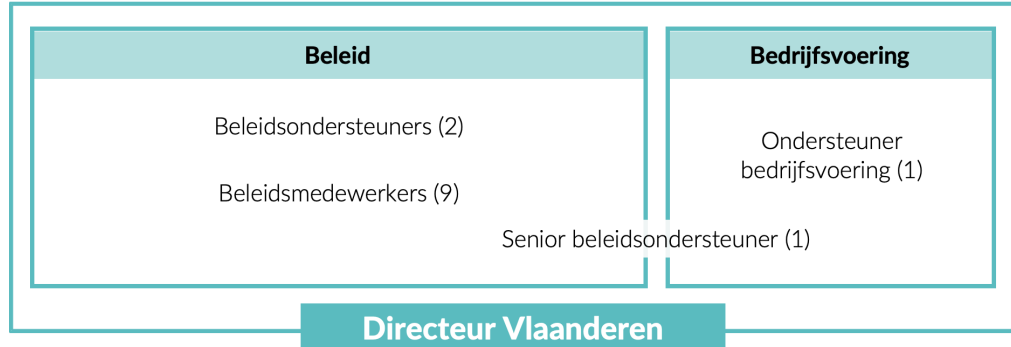 Beleid
Beleidsondersteuners (2)
Beleidsmedewerkers (9)
Bedrijfsvoering
Ondersteuner
bedrijfsvoering (1)
Senior beleidsondersteuner (1)
Directeur Vlaanderen